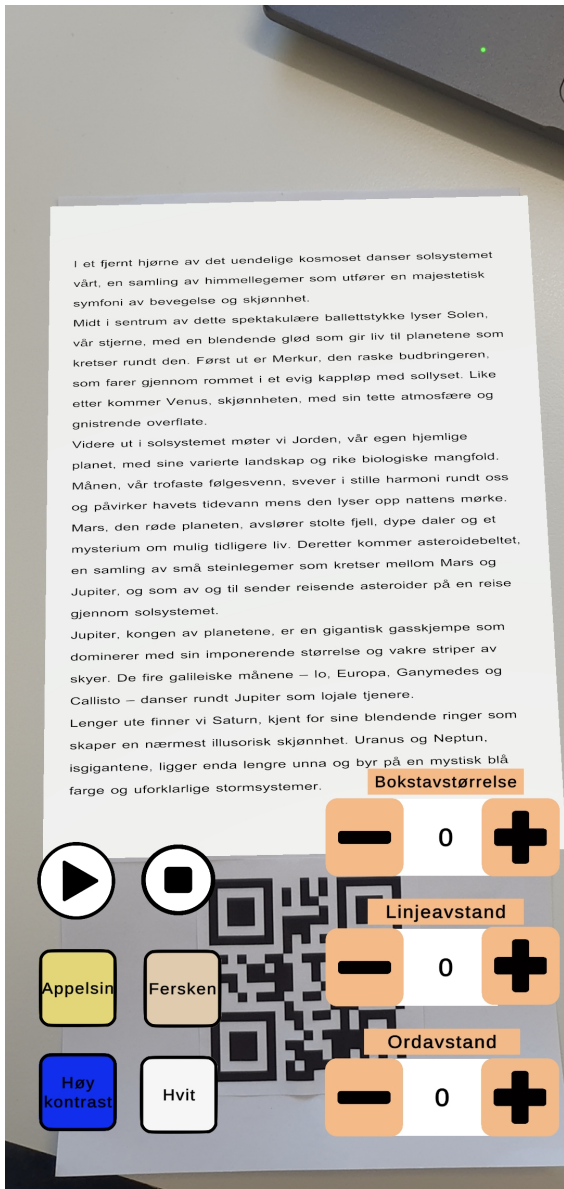 I et fjernt hjørne av det uendelige kosmoset danser solsystemet
vårt, en samling av himmellegemer som utfører en majestetisk
symfoni av bevegelse og skjønnhet.
Midt i sentrum av dette spektakulære ballettstykke lyser Solen,
vår stjerne, med en blendende glød som gir liv til planetene som
kretser rundt den. Først ut er Merkur, den raske budbringeren,
som farer gjennom rommet i et evig kappløp med sollyset. Like
etter kommer Venus, skjønnheten, med sin tette atmosfære og
gnistrende overflate.
Videre ut i solsystemet møter vi Jorden, vår egen hjemlige
planet, med sine varierte landskap og rike biologiske mangfold.
Månen, vår trofaste følgesvenn, svever i stille harmoni rundt oss
og påvirker havets tidevann mens den lyser opp nattens mørke.
Mars, den røde planeten, avslører stolte fjell, dype daler og et
mysterium om mulig tidligere liv. Deretter kommer asteroidebeltet,
en samling av små steinlegemer som kretser mellom Mars og
Jupiter, og som av og til sender reisende asteroider på en reise
gjennom solsystemet.
Jupiter, kongen av planetene, er en gigantisk gasskjempe som
dominerer med sin imponerende størrelse og vakre striper av
skyer. De fire galileiske månene – Io, Europa, Ganymedes og
Callisto – danser rundt Jupiter som lojale tjenere.
Lenger ute finner vi Saturn, kjent for sine blendende ringer som
skaper en nærmest illusorisk skjønnhet. Uranus og Neptun,
isgigantene, ligger enda lengre unna og byr på en mystisk blå
farge og uforklarlige stormsystemer.
Bokstavstørrelse
0
Linjeavstand
0
Ordavstand
0
Appelsin
Fersken
Høy
kontrast
Hvit